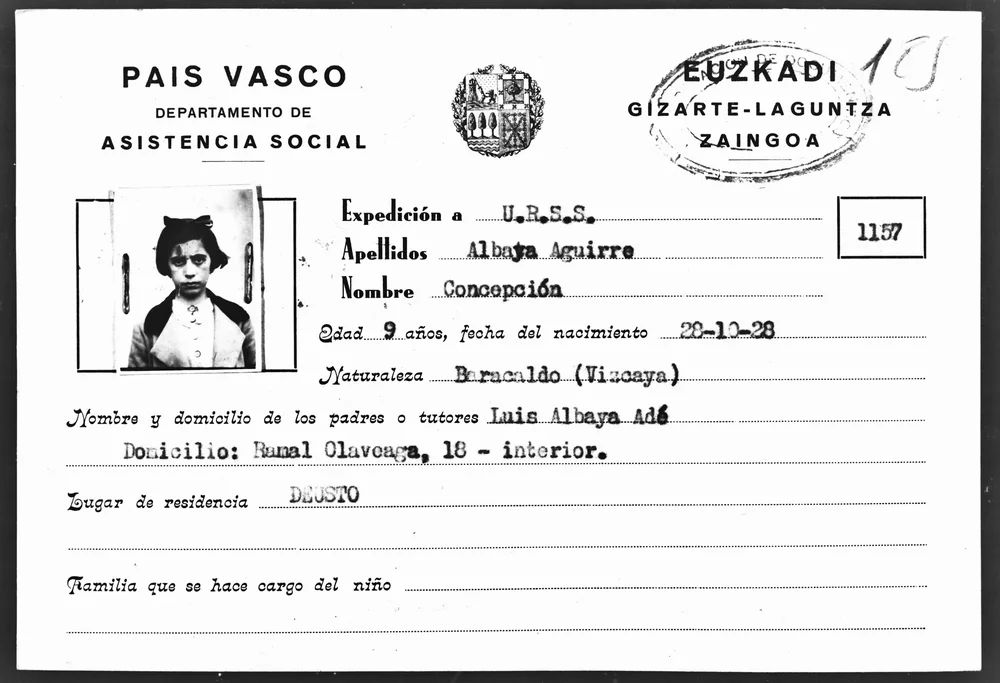 PAIS VASCO
DEPARTAMENTO DE
ASISTENCIA SOCIAL
EUZKADI
GIZARTE-LAGUNTZA
ZAINGOA
Expedición a U.R.S.S.
1157
Apellidos Albaya Aguirre
Nombre Concepción
Edad 9 años, fecha del nacimiento 28-10-28
Naturaleza Baracaldo (Vizcaya)
Nombre y domicilio de los padres o tutores Luis Albaya Adé
Domicilio: Ramal Olaveaga, 18 - interior.
Lugar de residencia DEUSTO
Familia que se hace cargo del niño